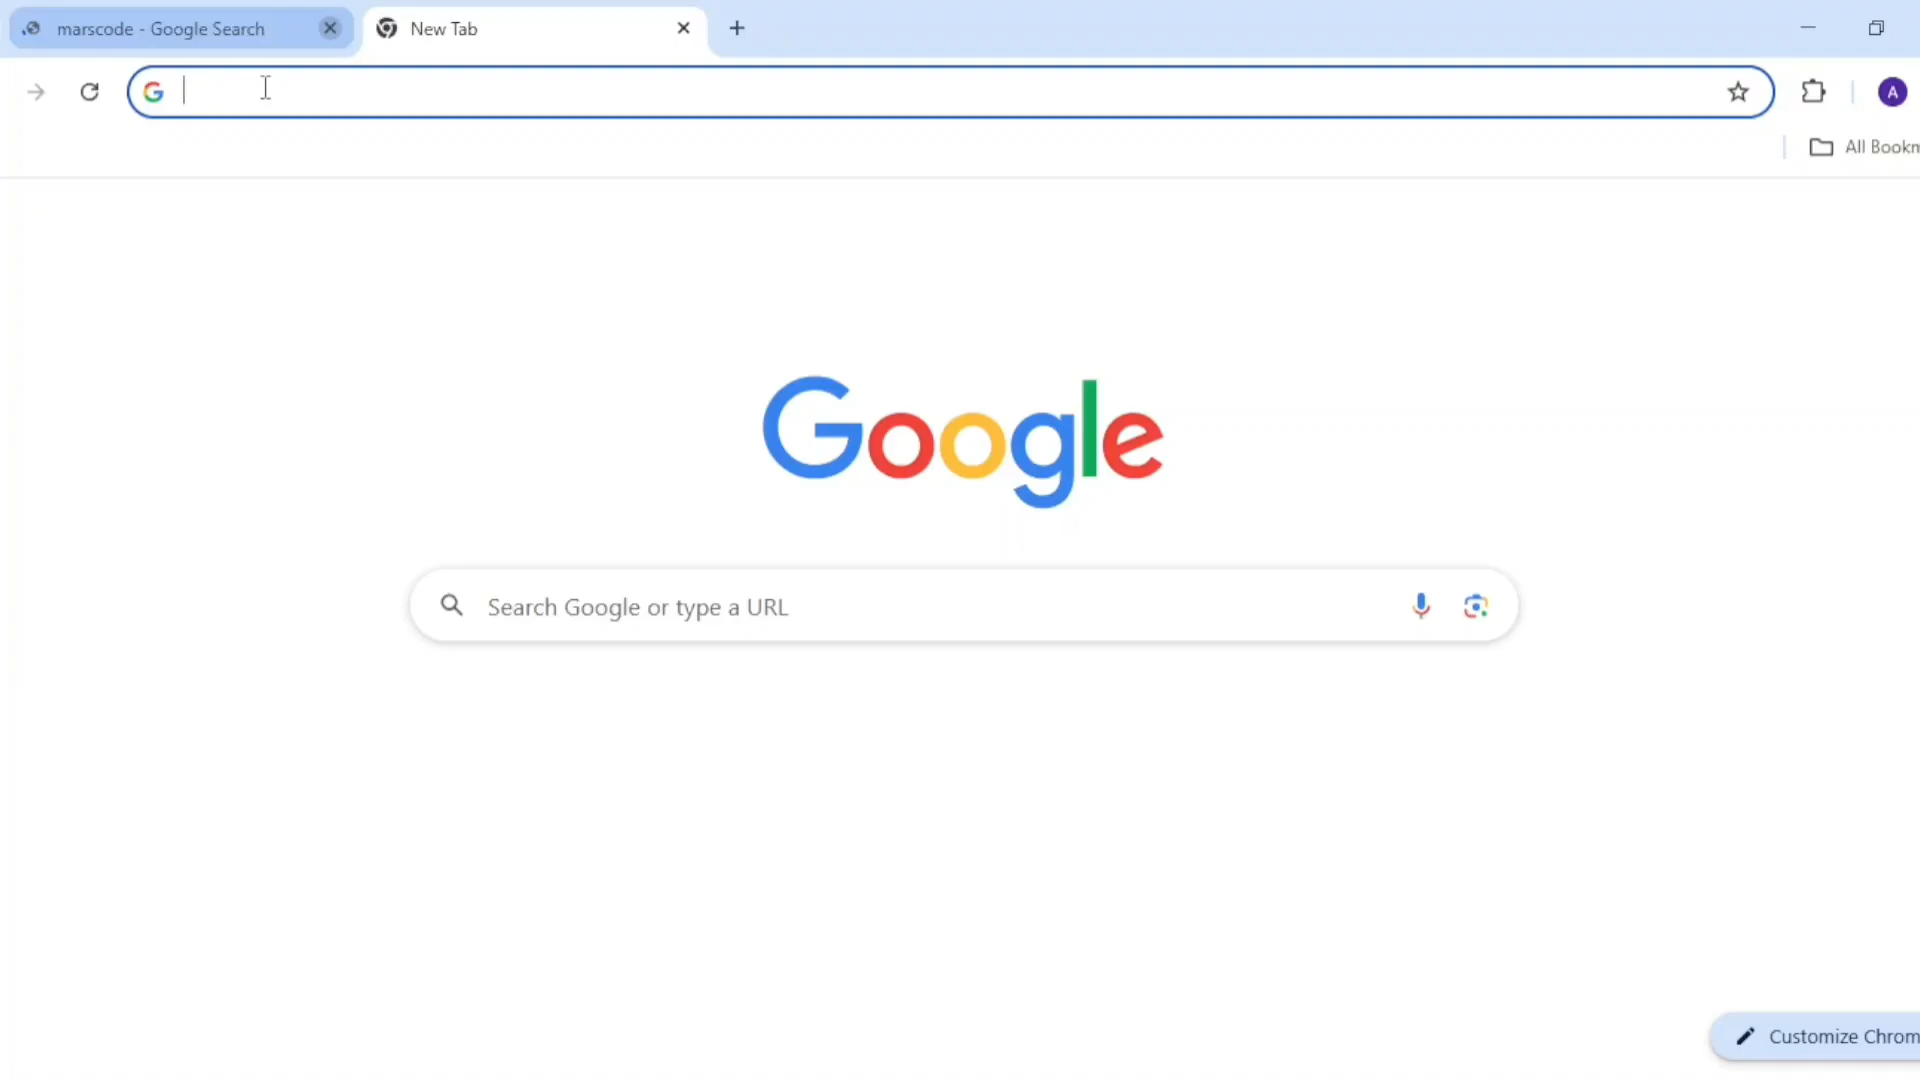 marscode - Google Search
New Tab
A
All Bookm
Google
Search Google or type a URL
Customize Chrom